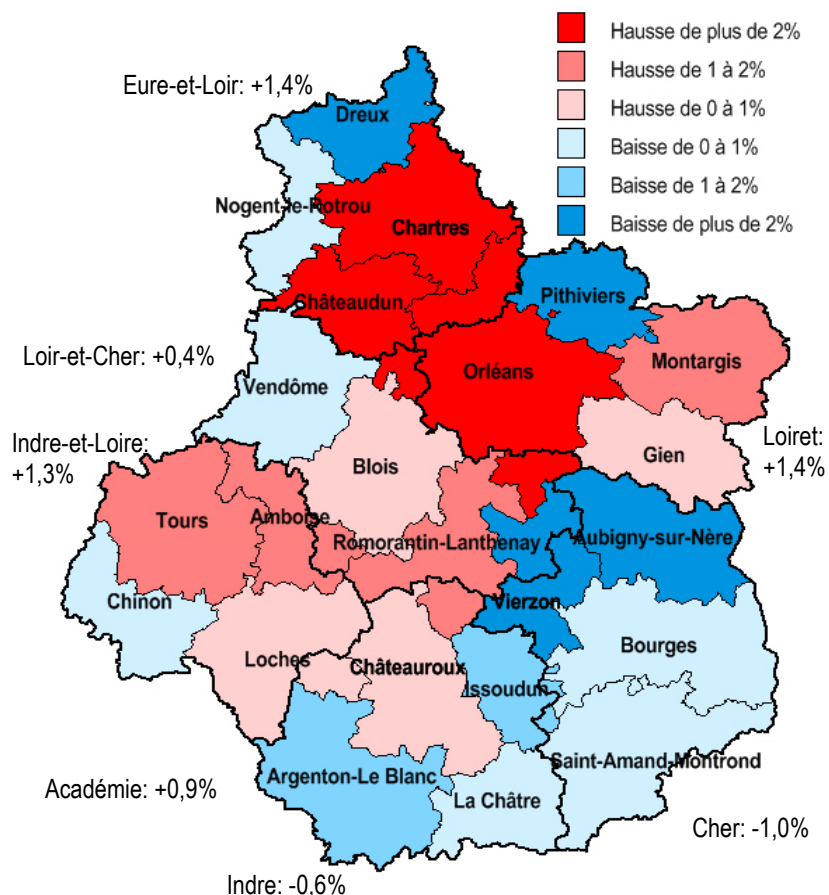 Hausse de plus de 2%
Eure-et-Loir: +1,4%
Hausse de 1 à 2%
Hausse de 0 à 1%
Dreux
Baisse de 0 à 1%
Baisse de 1 à 2%
Nogent-le-Rotrou
Chartres
Baisse de plus de 2%
Châteaudun
Pithiviers
Loir-et-Cher: +0,4%
Orléans
Montargis
Vendôme
Indre-et-Loire:
+1,3%
Blois
Gien
Loiret:
+1,4%
Tours
Amboise
Romorantin-Lanthenay
Aubigny-sur-Nère
Chinon
Vierzon
Loches
Châteauroux
Bourges
Issoudun
Saint-Amand-Montrond
Académie: +0,9%
Argenton-Le Blanc
La Châtre
Cher: -1,0%
Indre: -0,6%